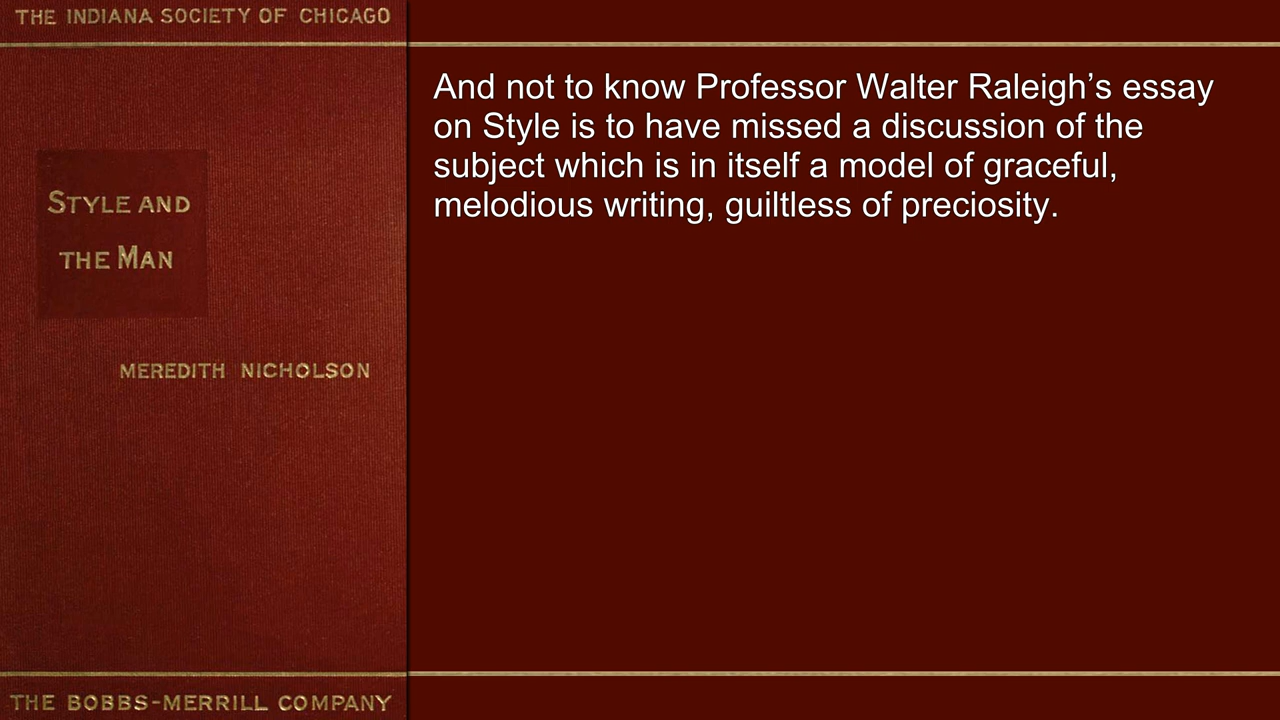 THE INDIANA SOCIETY OF CHICAGO
STYLE AND
THE MAN
MEREDITH NICHOLSON
THE BOBBS-MERRILL COMPANY
And not to know Professor Walter Raleigh’s essay
on Style is to have missed a discussion of the
subject which is in itself a model of graceful,
melodious writing, guiltless of preciosity.